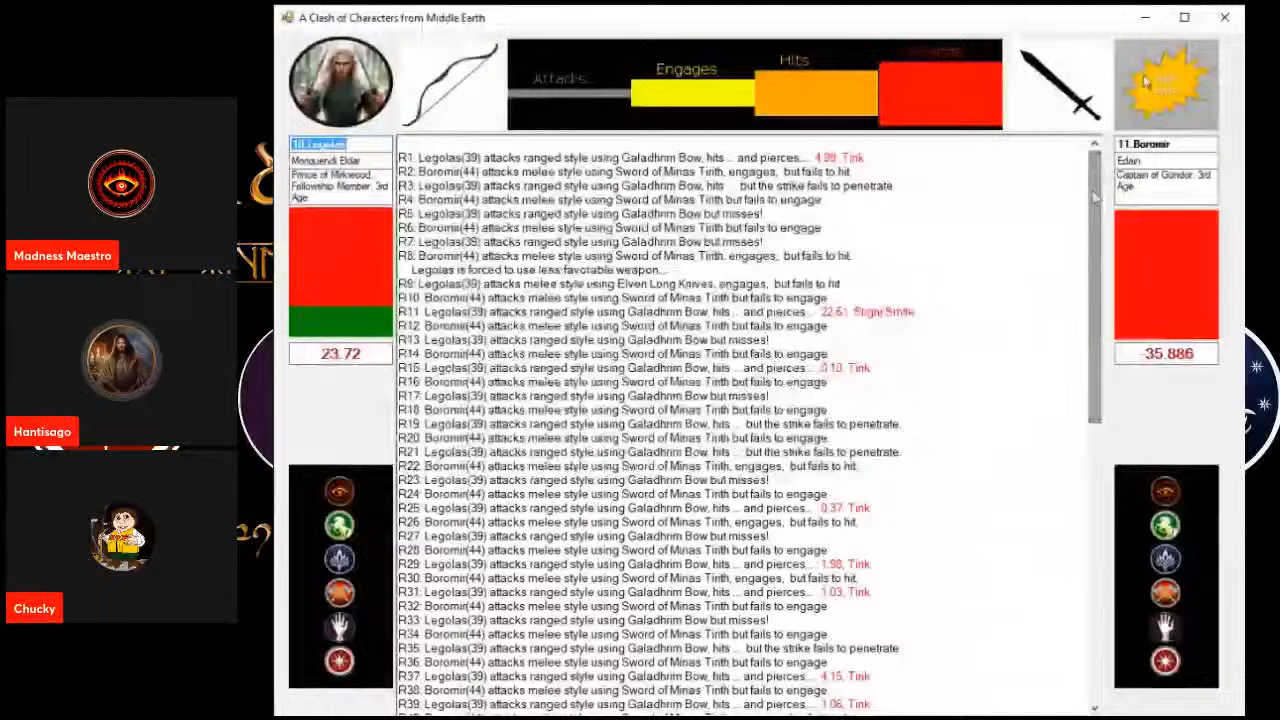 A Clash of Characters from Middle Earth
Attacks
Engages
Hits
10. Legolas
Moriquendi Eldar
Prince of Mirkwood,
Fellowship Member, 3rd
Age
23.72
11. Boromir
Edain
Captain of Gondor, 3rd
Age
-35.886
R1: Legolas(39) attacks ranged style using Galadhrim Bow, hits ... and pierces... 4.99, Tink
R2: Boromir(44) attacks melee style using Sword of Minas Tirith, engages, but fails to hit
R3: Legolas(39) attacks ranged style using Galadhrim Bow, hits ... but the strike fails to penetrate
R4: Boromir(44) attacks melee style using Sword of Minas Tirith but fails to engage
R5: Legolas(39) attacks ranged style using Galadhrim Bow but misses!
R6: Boromir(44) attacks melee style using Sword of Minas Tirith but fails to engage
R7: Legolas(39) attacks ranged style using Galadhrim Bow but misses!
R8: Boromir(44) attacks melee style using Sword of Minas Tirith, engages, but fails to hit
Legolas is forced to use less favorable weapon...
R9: Legolas(39) attacks melee style using Elven Long Knives, engages, but fails to hit
R10: Boromir(44) attacks melee style using Sword of Minas Tirith but fails to engage
R11: Legolas(39) attacks ranged style using Galadhrim Bow, hits ... and pierces... 22.61, Slight Smite
R12: Boromir(44) attacks melee style using Sword of Minas Tirith but fails to engage
R13: Legolas(39) attacks ranged style using Galadhrim Bow but misses!
R14: Boromir(44) attacks melee style using Sword of Minas Tirith but fails to engage
R15: Legolas(39) attacks ranged style using Galadhrim Bow, hits ... and pierces... 0.10, Tink
R16: Boromir(44) attacks melee style using Sword of Minas Tirith but fails to engage
R17: Legolas(39) attacks ranged style using Galadhrim Bow but misses!
R18: Boromir(44) attacks melee style using Sword of Minas Tirith but fails to engage
R19: Legolas(39) attacks ranged style using Galadhrim Bow, hits ... but the strike fails to penetrate
R20: Boromir(44) attacks melee style using Sword of Minas Tirith but fails to engage
R21: Legolas(39) attacks ranged style using Galadhrim Bow, hits ... but the strike fails to penetrate
R22: Boromir(44) attacks melee style using Sword of Minas Tirith, engages, but fails to hit
R23: Legolas(39) attacks ranged style using Galadhrim Bow but misses!
R24: Boromir(44) attacks melee style using Sword of Minas Tirith but fails to engage
R25: Legolas(39) attacks ranged style using Galadhrim Bow, hits ... and pierces... 0.37, Tink
R26: Boromir(44) attacks melee style using Sword of Minas Tirith, engages, but fails to hit
R27: Legolas(39) attacks ranged style using Galadhrim Bow but misses!
R28: Boromir(44) attacks melee style using Sword of Minas Tirith but fails to engage
R29: Legolas(39) attacks ranged style using Galadhrim Bow, hits ... and pierces... 1.98, Tink
R30: Boromir(44) attacks melee style using Sword of Minas Tirith, engages, but fails to hit
R31: Legolas(39) attacks ranged style using Galadhrim Bow, hits ... and pierces... 1.03, Tink
R32: Boromir(44) attacks melee style using Sword of Minas Tirith but fails to engage
R33: Legolas(39) attacks ranged style using Galadhrim Bow but misses!
R34: Boromir(44) attacks melee style using Sword of Minas Tirith but fails to engage
R35: Legolas(39) attacks ranged style using Galadhrim Bow, hits ... but the strike fails to penetrate
R36: Boromir(44) attacks melee style using Sword of Minas Tirith but fails to engage
R37: Legolas(39) attacks ranged style using Galadhrim Bow, hits ... and pierces... 4.15, Tink
R38: Boromir(44) attacks melee style using Sword of Minas Tirith but fails to engage
R39: Legolas(39) attacks ranged style using Galadhrim Bow, hits ... and pierces... 1.06, Tink
Madness Maestro
Hantisago
Chucky